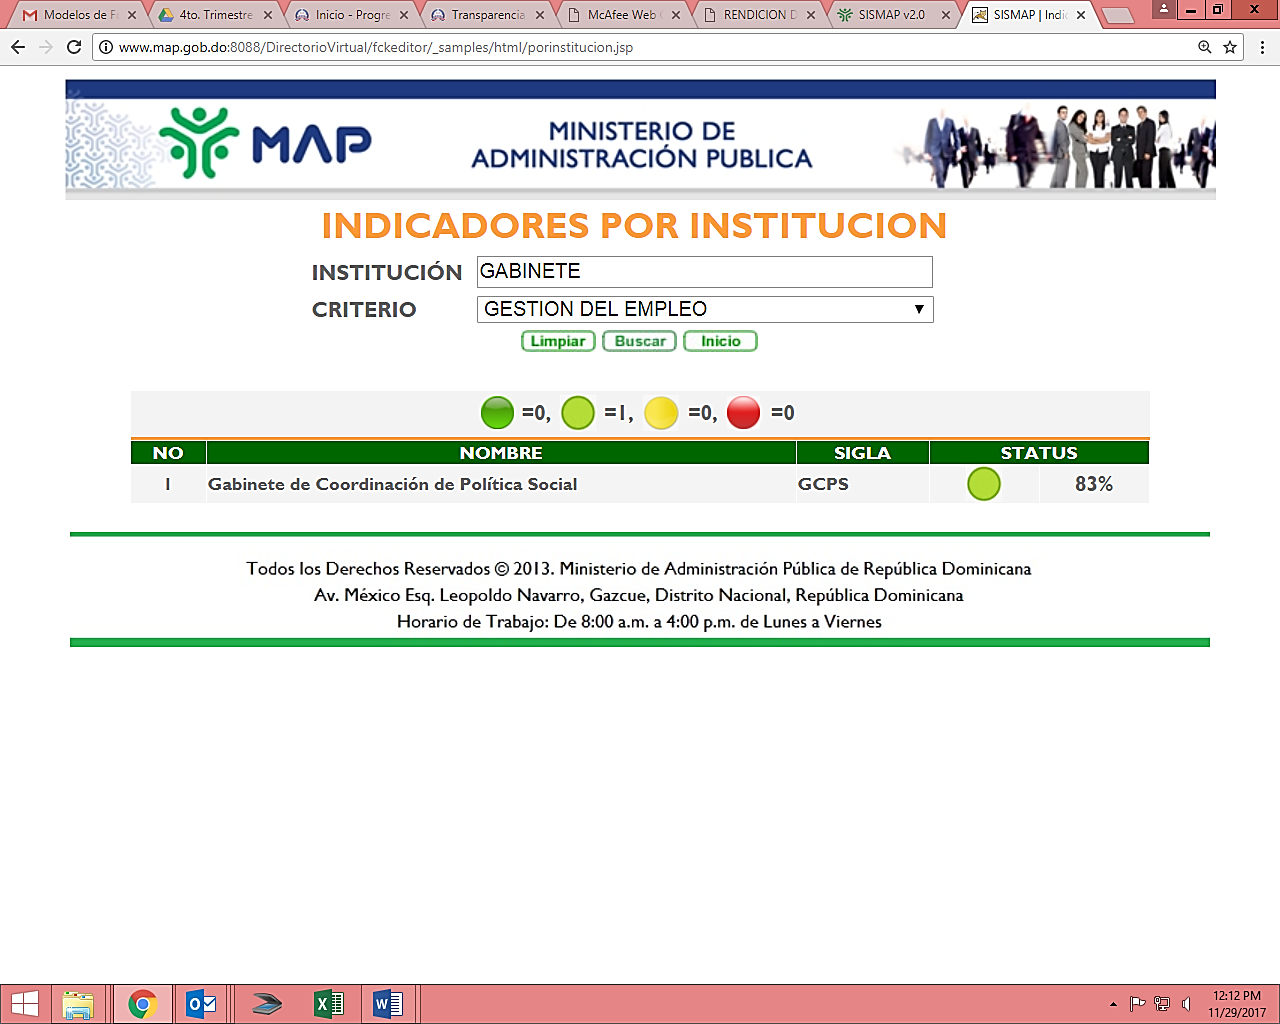 Modelos de F
4to. Trimestre
Inicio - Progre
Transparencia
McAfee Web
RENDICION D
SISMAP v2.0
SISMAP | Indi
www.map.gob.do:8088/DirectorioVirtual/fckeditor/_samples/html/porinstitucion.jsp
MAP
MINISTERIO DE
ADMINISTRACIÓN PUBLICA
INDICADORES POR INSTITUCION
INSTITUCIÓN GABINETE
CRITERIO GESTION DEL EMPLEO
Limpiar Buscar Inicio
=0, =1, =0, =0
NO NOMBRE SIGLA STATUS
1 Gabinete de Coordinación de Política Social GCPS 83%
Todos los Derechos Reservados © 2013. Ministerio de Administración Pública de República Dominicana
Av. México Esq. Leopoldo Navarro, Gazcue, Distrito Nacional, República Dominicana
Horario de Trabajo: De 8:00 a.m. a 4:00 p.m. de Lunes a Viernes
12:12 PM
11/29/2017